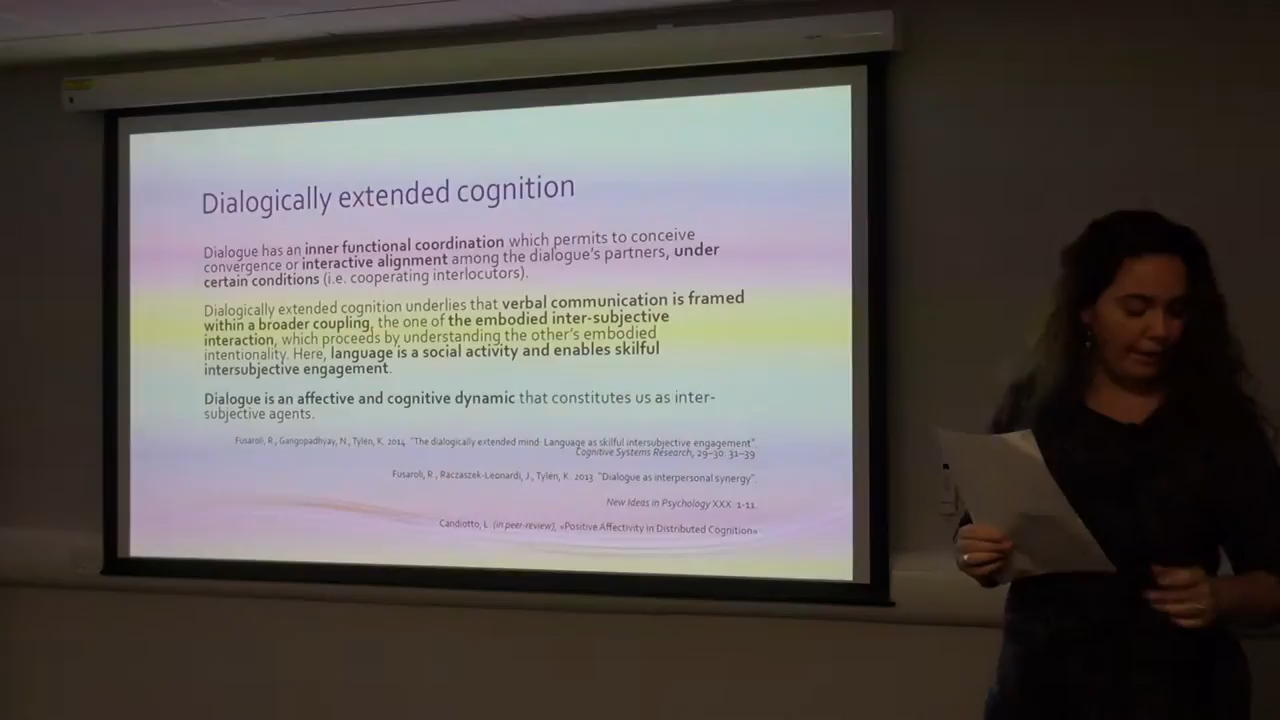 Dialogically extended cognition
Dialogue has an inner functional coordination which permits to conceive
convergence or interactive alignment among the dialogue's partners, under
certain conditions (i.e. cooperating interlocutors).
Dialogically extended cognition underlies that verbal communication is framed
within a broader coupling, the one of the embodied inter-subjective
interaction, which proceeds by understanding the other's embodied
intentionality. Here, language is a social activity and enables skilful
intersubjective engagement.
Dialogue is an affective and cognitive dynamic that constitutes us as inter-
subjective agents.
Fusaroli, R., Gangopadhyay, N., Tylén, K. 2014 "The dialogically extended mind: Language as skilful intersubjective engagement".
Cognitive Systems Research, 29–30: 31–39
Fusaroli, R., Raczaszek-Leonardi, J., Tylén, K. 2013 "Dialogue as interpersonal synergy".
New Ideas in Psychology XXX: 1-11.
Candiotto, L. (in peer-review), «Positive Affectivity in Distributed Cognition»